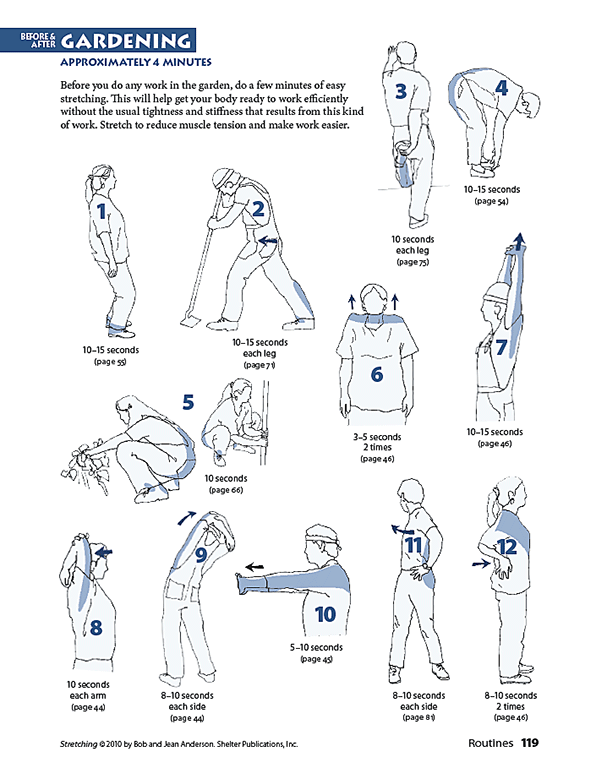 BEFORE &
AFTER
GARDENING
APPROXIMATELY 4 MINUTES
Before you do any work in the garden, do a few minutes of easy
stretching. This will help get your body ready to work efficiently
without the usual tightness and stiffness that results from this kind
of work. Stretch to reduce muscle tension and make work easier.
1
10–15 seconds
(page 55)
2
10–15 seconds
each leg
(page 71)
3
10 seconds
each leg
(page 75)
4
10–15 seconds
(page 54)
5
10 seconds
(page 66)
6
3–5 seconds
2 times
(page 46)
7
10–15 seconds
(page 46)
8
10 seconds
each arm
(page 44)
9
8–10 seconds
each side
(page 44)
10
5–10 seconds
(page 45)
11
8–10 seconds
each side
(page 81)
12
8–10 seconds
2 times
(page 46)
Stretching ©2010 by Bob and Jean Anderson. Shelter Publications, Inc.
Routines 119